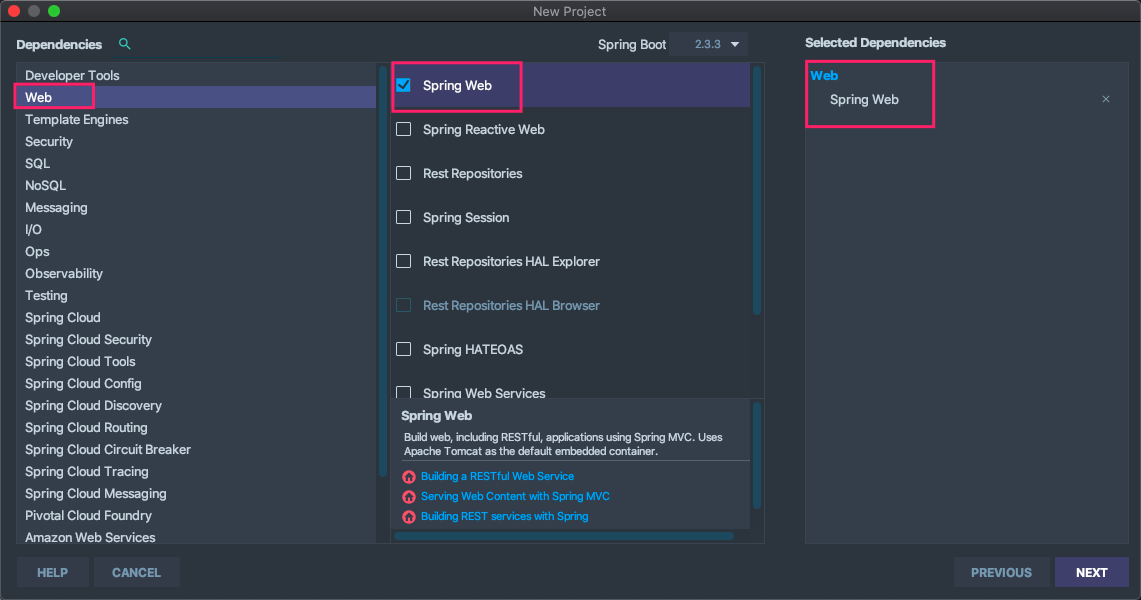 New Project
Dependencies
Spring Boot 2.3.3
Selected Dependencies
Developer Tools
Web
Template Engines
Security
SQL
NoSQL
Messaging
I/O
Ops
Observability
Testing
Spring Cloud
Spring Cloud Security
Spring Cloud Tools
Spring Cloud Config
Spring Cloud Discovery
Spring Cloud Routing
Spring Cloud Circuit Breaker
Spring Cloud Tracing
Spring Cloud Messaging
Pivotal Cloud Foundry
Amazon Web Services
Spring Web
Spring Reactive Web
Rest Repositories
Spring Session
Rest Repositories HAL Explorer
Rest Repositories HAL Browser
Spring HATEOAS
Spring Web Services
Spring Web
Build web, including RESTful, applications using Spring MVC. Uses
Apache Tomcat as the default embedded container.
Building a RESTful Web Service
Serving Web Content with Spring MVC
Building REST services with Spring
Web
Spring Web
HELP
CANCEL
PREVIOUS
NEXT